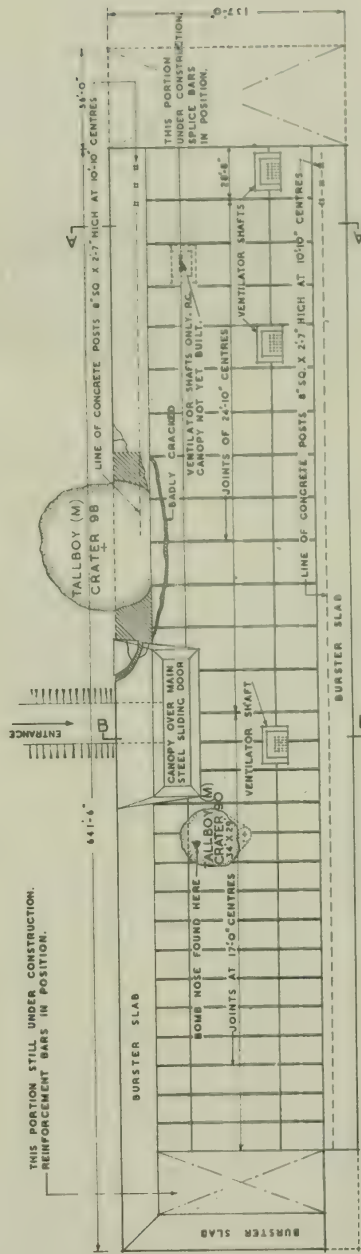 THIS PORTION STILL UNDER CONSTRUCTION.
REINFORCEMENT BARS IN POSITION.
641'-6"
ENTRANCE
B
TALLBOY (M)
CRATER 98
56'-0"
LINE OF CONCRETE POSTS 8" SQ. X 2'-7" HIGH AT 10'-10" CENTRES
A
137'-0"
THIS PORTION
UNDER CONSTRUCTION.
SPLICE BARS
IN POSITION.
BURSTER SLAB
CANOPY OVER MAIN
STEEL SLIDING DOOR
BADLY CRACKED
VENTILATOR SHAFTS ONLY. RC.
CANOPY NOT YET BUILT.
BOMB NOSE FOUND HERE
TALLBOY (M)
CRATER 90
34' X 29'
JOINTS AT 17'-0" CENTRES
VENTILATOR SHAFT
JOINTS OF 24'-10" CENTRES
VENTILATOR SHAFTS
LINE OF CONCRETE POSTS 8" SQ. X 2'-7" HIGH AT 10'-10" CENTRES
BURSTER SLAB
BURSTER SLAB
A